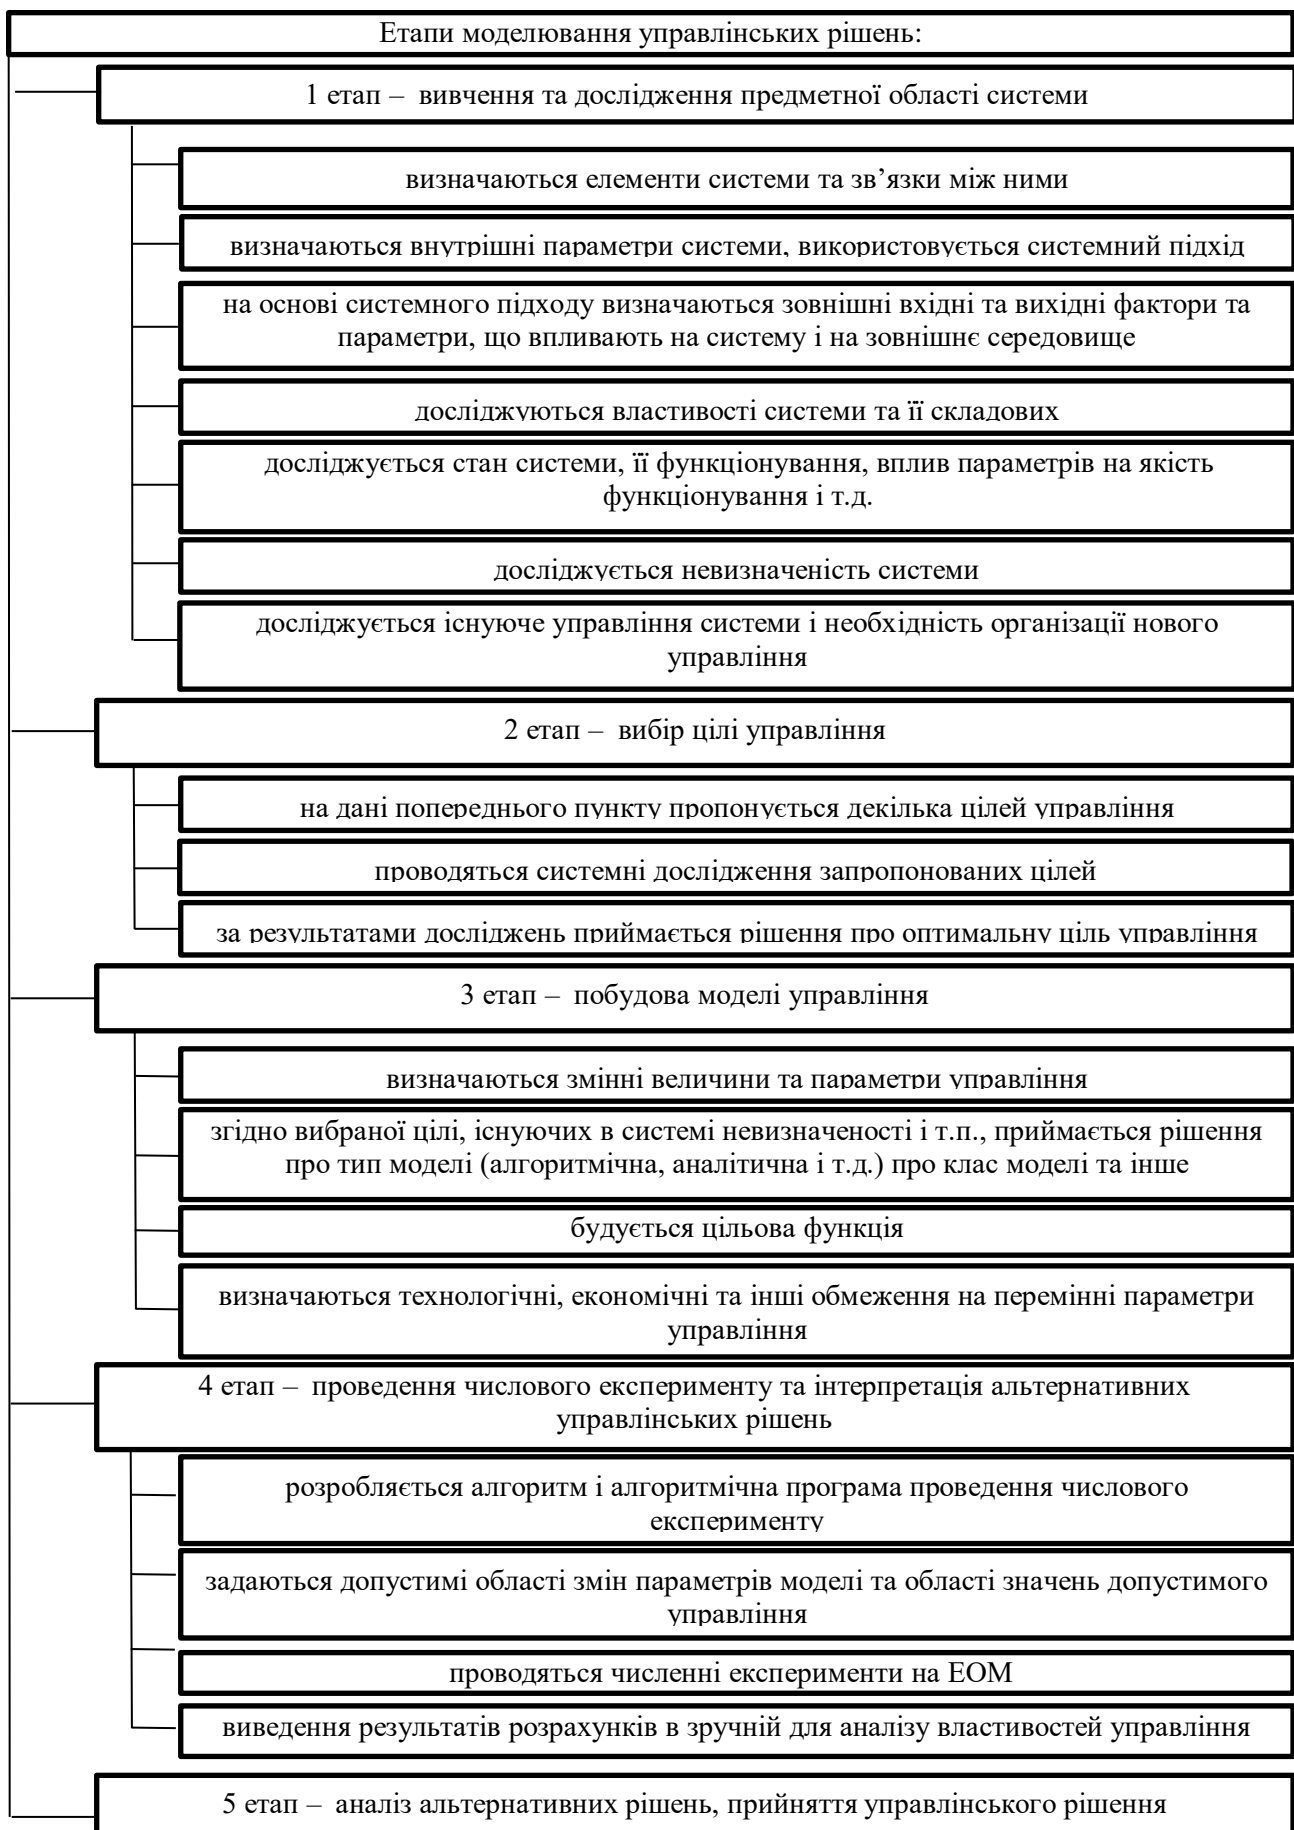 Етапи моделювання управлінських рішень:
1 етап – вивчення та дослідження предметної області системи
визначаються елементи системи та зв’язки між ними
визначаються внутрішні параметри системи, використовується системний підхід
на основі системного підходу визначаються зовнішні вхідні та вихідні фактори та
параметри, що впливають на систему і на зовнішнє середовище
досліджуються властивості системи та її складових
досліджується стан системи, її функціонування, вплив параметрів на якість
функціонування і т.д.
досліджується невизначеність системи
досліджується існуюче управління системи і необхідність організації нового
управління
2 етап – вибір цілі управління
на дані попереднього пункту пропонується декілька цілей управління
проводяться системні дослідження запропонованих цілей
за результатами досліджень приймається рішення про оптимальну ціль управління
3 етап – побудова моделі управління
визначаються змінні величини та параметри управління
згідно вибраної цілі, існуючих в системі невизначеності і т.п., приймається рішення
про тип моделі (алгоритмічна, аналітична і т.д.) про клас моделі та інше
будується цільова функція
визначаються технологічні, економічні та інші обмеження на перемінні параметри
управління
4 етап – проведення числового експерименту та інтерпретація альтернативних
управлінських рішень
розробляється алгоритм і алгоритмічна програма проведення числового
експерименту
задаються допустимі області змін параметрів моделі та області значень допустимого
управління
проводяться численні експерименти на ЕОМ
виведення результатів розрахунків в зручній для аналізу властивостей управління
5 етап – аналіз альтернативних рішень, прийняття управлінського рішення